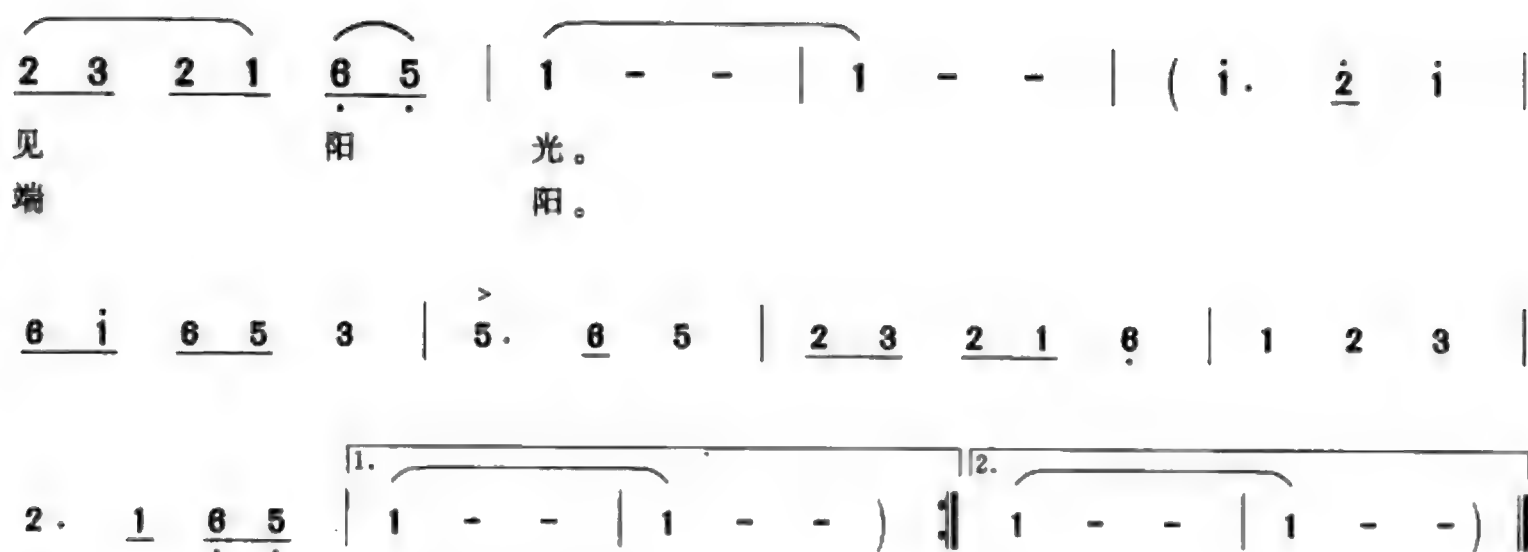 2 3 2 1 6̣ 5̣ | 1 - - | 1 - - | ( i̇. 2̇ i̇ |
见 阳 光。
端 阳。
6 i̇ 6 5 3 | 5. 6 5 | 2 3 2 1 6̣ | 1 2 3 |
1. 2.
2. 1 6̣ 5̣ | 1 - - | 1 - - ) :‖ 1 - - | 1 - - ) ‖